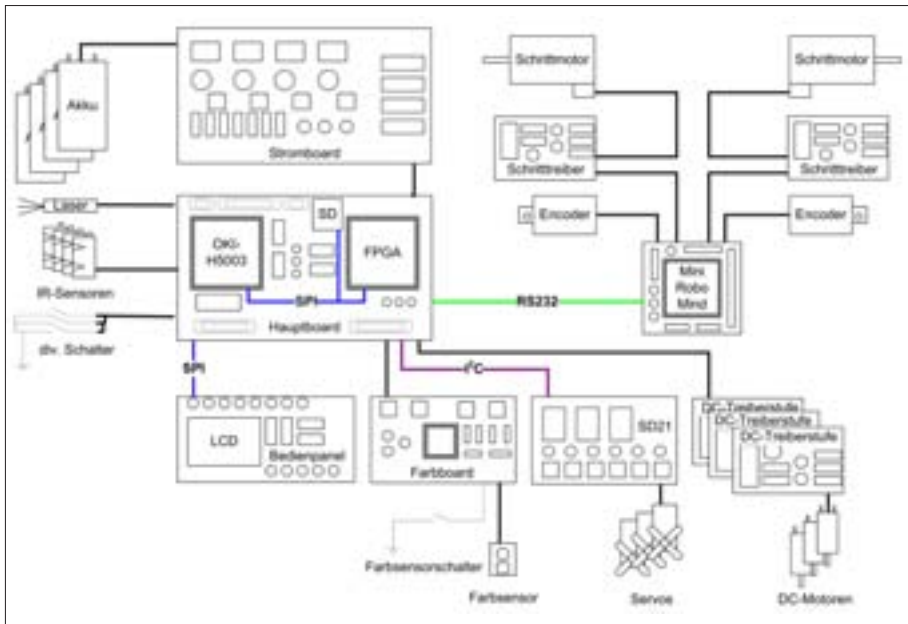 Akku
Stromboard
Schrittmotor
Schrittmotor
Schritttreiber
Schritttreiber
Laser
Encoder
Encoder
SD
OKI-
H5003
FPGA
IR-Sensoren
SPI
RS232
Mini
Robo
Mind
Hauptboard
div. Schalter
SPI
I²C
LCD
Bedienpanel
Farbboard
SD21
DC-Treiberstufe
DC-Treiberstufe
DC-Treiberstufe
Farbsensorschalter
Farbsensor
Servos
DC-Motoren